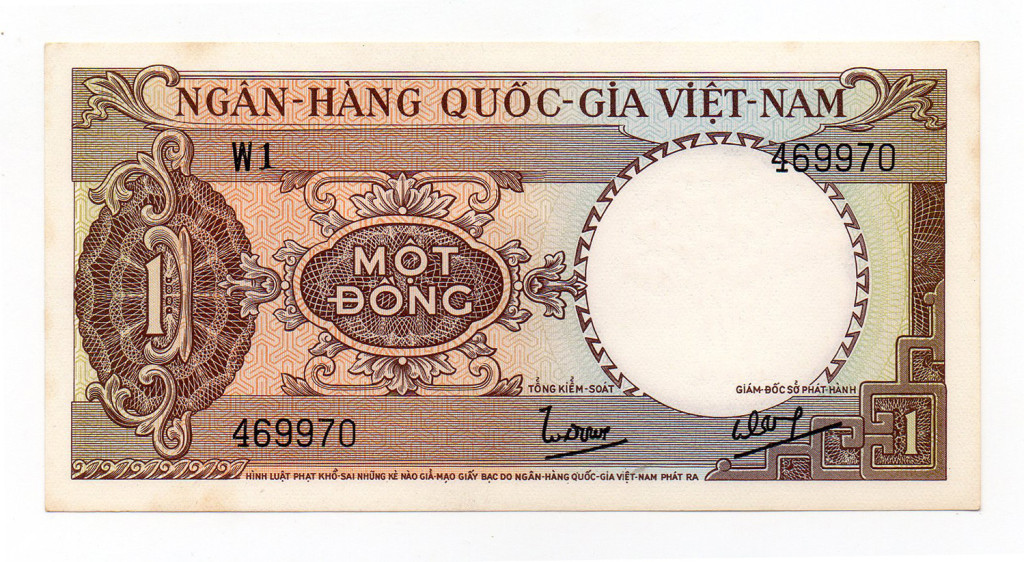 NGÂN-HÀNG QUỐC-GIA VIỆT-NAM
W1
469970
1
ĐỒNG
MỘT
ĐỒNG
TỔNG KIỂM-SOÁT
GIÁM-ĐỐC SỞ PHÁT-HÀNH
469970
1
HÌNH LUẬT PHẠT KHỔ-SAI NHỮNG KẺ NÀO GIẢ-MẠO GIẤY BẠC DO NGÂN-HÀNG QUỐC-GIA VIỆT-NAM PHÁT RA